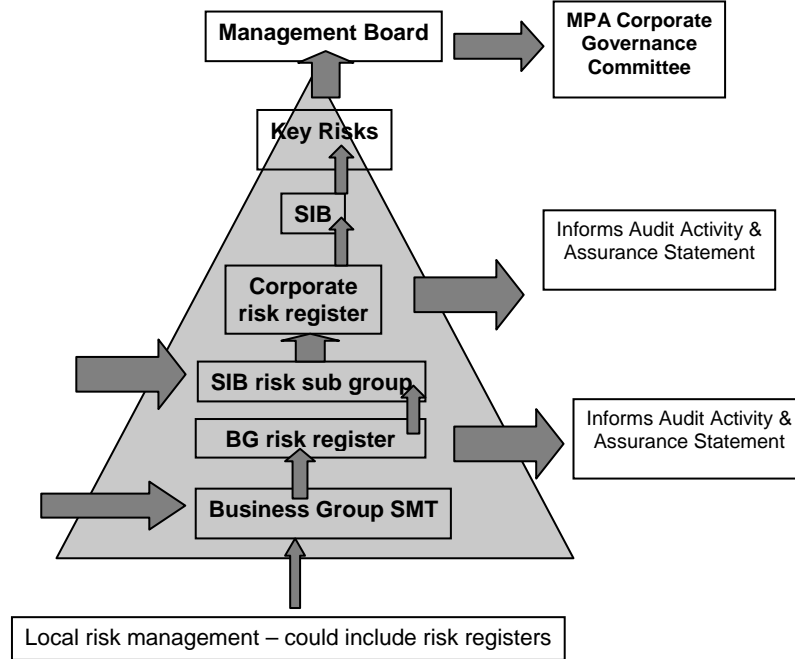 Management Board
MPA Corporate
Governance
Committee
Key Risks
SIB
Informs Audit Activity &
Assurance Statement
Corporate
risk register
SIB risk sub group
BG risk register
Informs Audit Activity &
Assurance Statement
Business Group SMT
Local risk management – could include risk registers